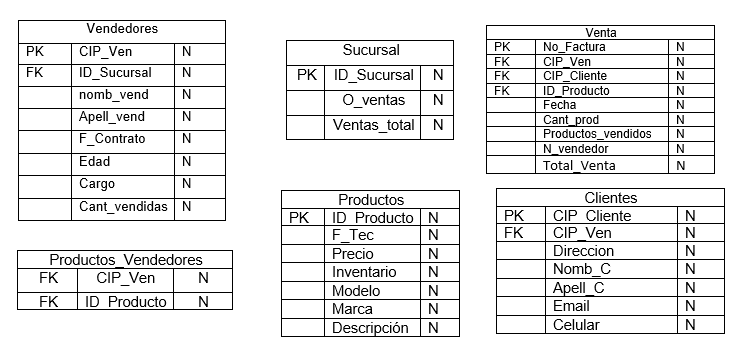 Vendedores
PK CIP_Ven N
FK ID_Sucursal N
nomb_vend N
Apell_vend N
F_Contrato N
Edad N
Cargo N
Cant_vendidas N
Sucursal
PK ID_Sucursal N
O_ventas N
Ventas_total N
Venta
PK No_Factura N
FK CIP_Ven N
FK CIP_Cliente N
FK ID_Producto N
Fecha N
Cant_prod N
Productos_vendidos N
N_vendedor N
Total_Venta N
Productos_Vendedores
FK CIP_Ven N
FK ID_Producto N
Productos
PK ID_Producto N
F_Tec N
Precio N
Inventario N
Modelo N
Marca N
Descripción N
Clientes
PK CIP_Cliente N
FK CIP_Ven N
Direccion N
Nomb_C N
Apell_C N
Email N
Celular N